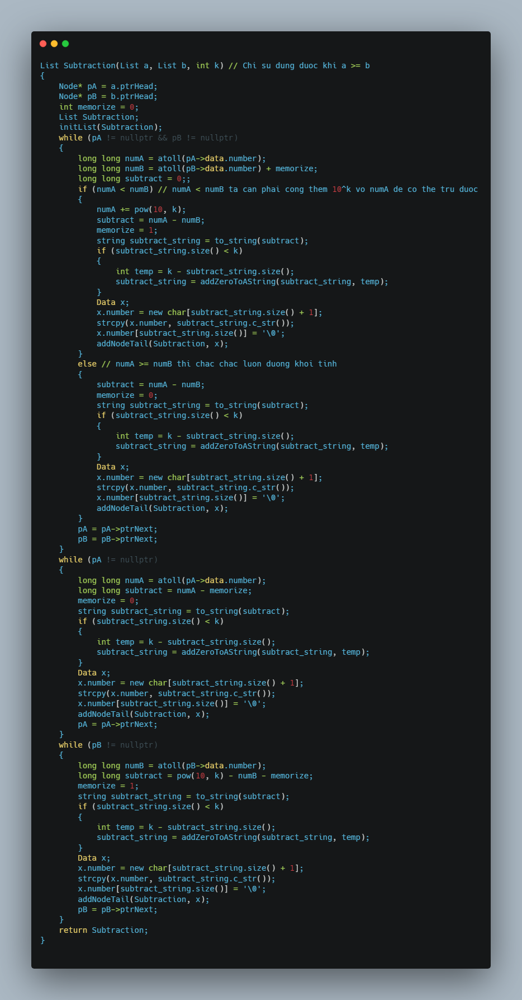 List Subtraction(List a, List b, int k) // Chi su dung duoc khi a >= b
{
    Node* pA = a.ptrHead;
    Node* pB = b.ptrHead;
    int memorize = 0;
    List Subtraction;
    initList(Subtraction);
    while (pA != nullptr && pB != nullptr)
    {
        long long numA = atoll(pA->data.number);
        long long numB = atoll(pB->data.number) + memorize;
        long long subtract = 0;;
        if (numA < numB) // numA < numB ta can phai cong them 10^k vo numA de co the tru duoc
        {
            numA += pow(10, k);
            subtract = numA - numB;
            memorize = 1;
            string subtract_string = to_string(subtract);
            if (subtract_string.size() < k)
            {
                int temp = k - subtract_string.size();
                subtract_string = addZeroToAString(subtract_string, temp);
            }
            Data x;
            x.number = new char[subtract_string.size() + 1];
            strcpy(x.number, subtract_string.c_str());
            x.number[subtract_string.size()] = '\0';
            addNodeTail(Subtraction, x);
        }
        else // numA >= numB thi chac chac luon duong khoi tinh
        {
            subtract = numA - numB;
            memorize = 0;
            string subtract_string = to_string(subtract);
            if (subtract_string.size() < k)
            {
                int temp = k - subtract_string.size();
                subtract_string = addZeroToAString(subtract_string, temp);
            }
            Data x;
            x.number = new char[subtract_string.size() + 1];
            strcpy(x.number, subtract_string.c_str());
            x.number[subtract_string.size()] = '\0';
            addNodeTail(Subtraction, x);
        }
        pA = pA->ptrNext;
        pB = pB->ptrNext;
    }
    while (pA != nullptr)
    {
        long long numA = atoll(pA->data.number);
        long long subtract = numA - memorize;
        memorize = 0;
        string subtract_string = to_string(subtract);
        if (subtract_string.size() < k)
        {
            int temp = k - subtract_string.size();
            subtract_string = addZeroToAString(subtract_string, temp);
        }
        Data x;
        x.number = new char[subtract_string.size() + 1];
        strcpy(x.number, subtract_string.c_str());
        x.number[subtract_string.size()] = '\0';
        addNodeTail(Subtraction, x);
        pA = pA->ptrNext;
    }
    while (pB != nullptr)
    {
        long long numB = atoll(pB->data.number);
        long long subtract = pow(10, k) - numB - memorize;
        memorize = 1;
        string subtract_string = to_string(subtract);
        if (subtract_string.size() < k)
        {
            int temp = k - subtract_string.size();
            subtract_string = addZeroToAString(subtract_string, temp);
        }
        Data x;
        x.number = new char[subtract_string.size() + 1];
        strcpy(x.number, subtract_string.c_str());
        x.number[subtract_string.size()] = '\0';
        addNodeTail(Subtraction, x);
        pB = pB->ptrNext;
    }
    return Subtraction;
}